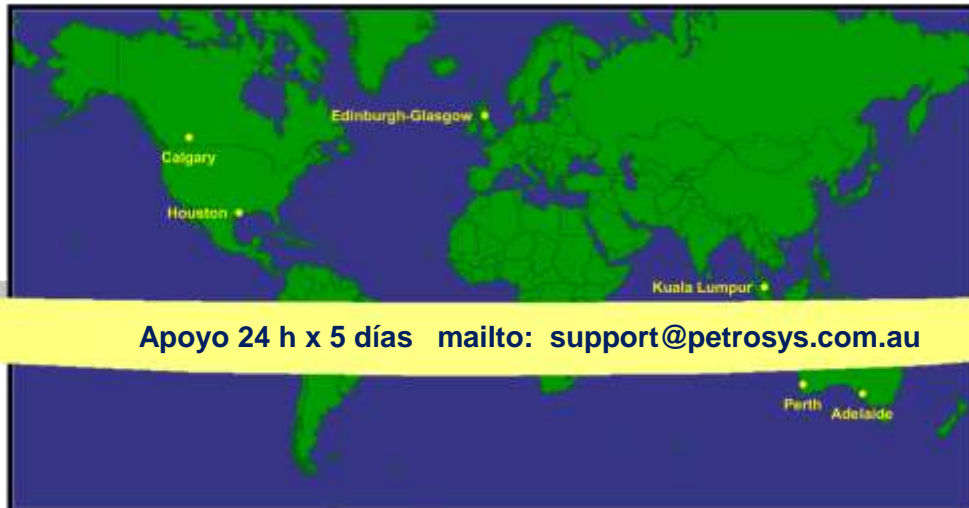 Edinburgh-Glasgow
Calgary
Houston
Kuala Lumpur
Apoyo 24 h x 5 días mailto: support@petrosys.com.au
Perth
Adelaide